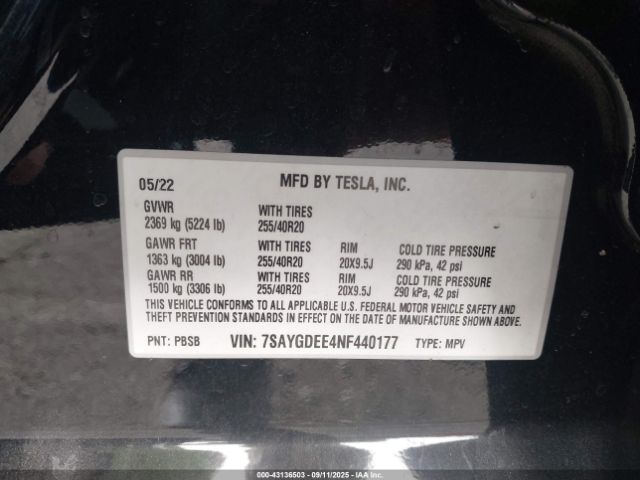 05/22 MFD BY TESLA, INC.
GVWR
2369 kg (5224 lb) WITH TIRES 255/40R20
GAWR FRT WITH TIRES RIM COLD TIRE PRESSURE
1363 kg (3004 lb) 255/40R20 20X9.5J 290 kPa, 42 psi
GAWR RR WITH TIRES RIM COLD TIRE PRESSURE
1500 kg (3306 lb) 255/40R20 20X9.5J 290 kPa, 42 psi
THIS VEHICLE CONFORMS TO ALL APPLICABLE U.S. FEDERAL MOTOR VEHICLE SAFETY AND
THEFT PREVENTION STANDARDS IN EFFECT ON THE DATE OF MANUFACTURE SHOWN ABOVE.
PNT: PBSB VIN: 7SAYGDEE4NF440177 TYPE: MPV
000-43136503 - 09/11/2025 - IAAI.COM